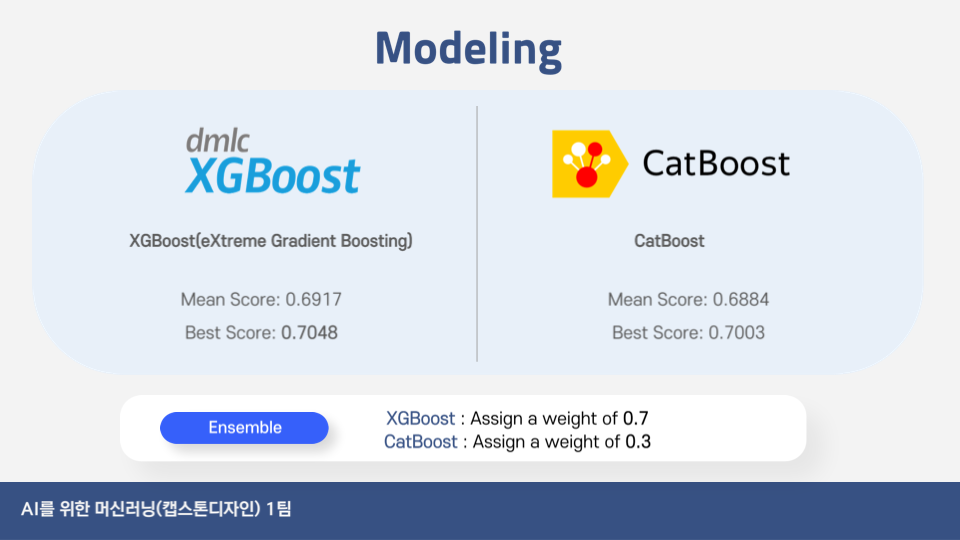 Modeling
dmlc
XGBoost
XGBoost(eXtreme Gradient Boosting)
Mean Score: 0.6917
Best Score: 0.7048
CatBoost
CatBoost
Mean Score: 0.6884
Best Score: 0.7003
Ensemble
XGBoost : Assign a weight of 0.7
CatBoost : Assign a weight of 0.3
AI를 위한 머신러닝(캡스톤디자인) 1팀